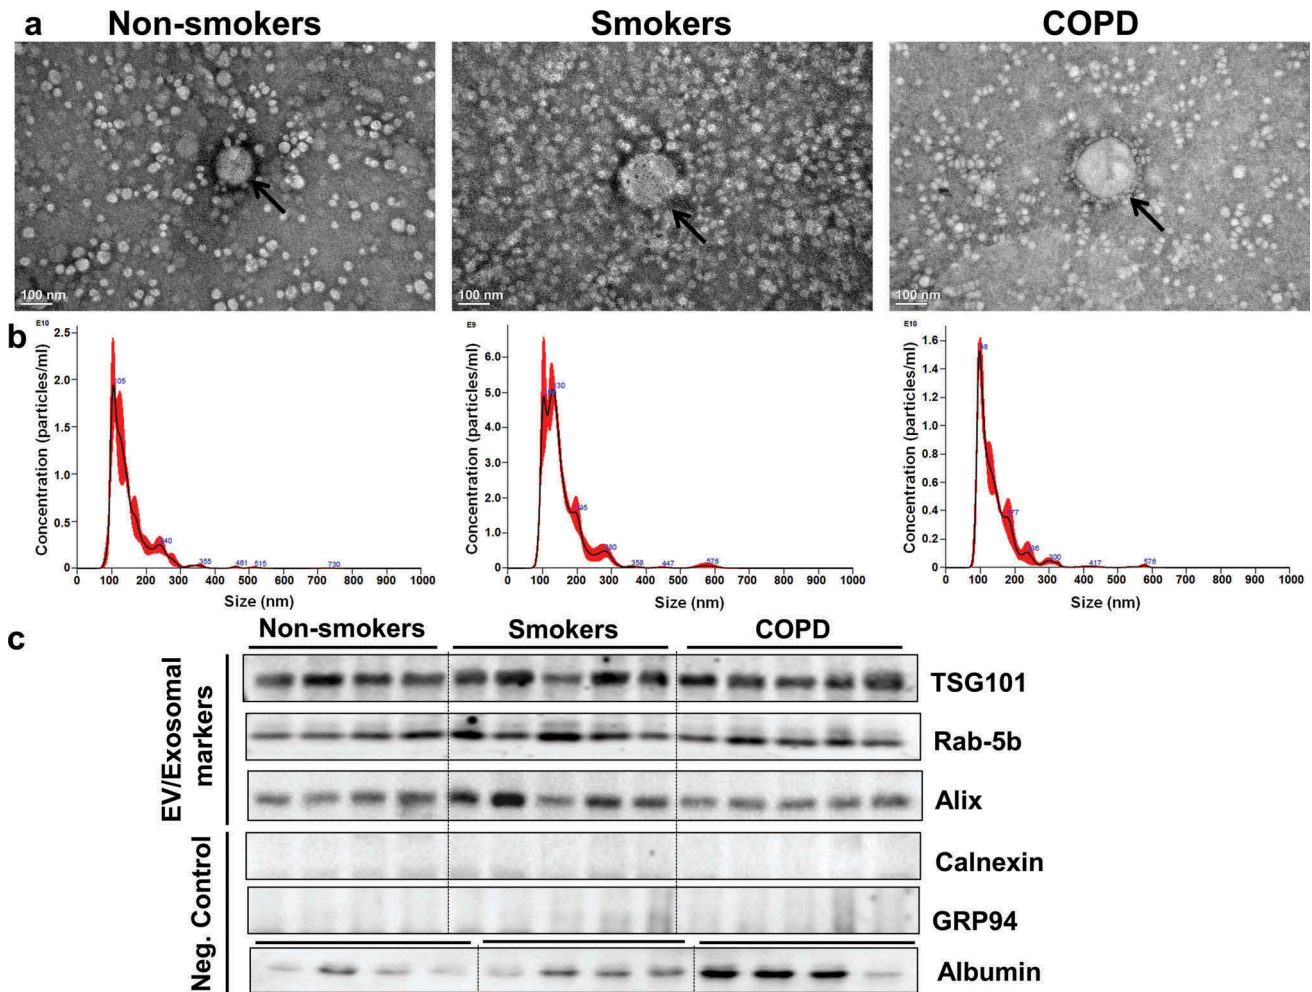 a
Non-smokers
Smokers
COPD
100 nm
100 nm
100 nm
b
E10
Concentration (particles/ml)
2.5
2.0
1.5
1.0
0.5
0
105
240
355
461
515
730
0 100 200 300 400 500 600 700 800 900 1000
Size (nm)
E9
Concentration (particles/ml)
6.0
5.0
4.0
3.0
2.0
1.0
0
130
195
280
358
447
576
0 100 200 300 400 500 600 700 800 900 1000
Size (nm)
E10
Concentration (particles/ml)
1.6
1.4
1.2
1.0
0.8
0.6
0.4
0.2
0
98
177
236
300
417
576
0 100 200 300 400 500 600 700 800 900 1000
Size (nm)
c
Non-smokers
Smokers
COPD
EV/Exosomal
markers
TSG101
Rab-5b
Alix
Neg. Control
Calnexin
GRP94
Albumin